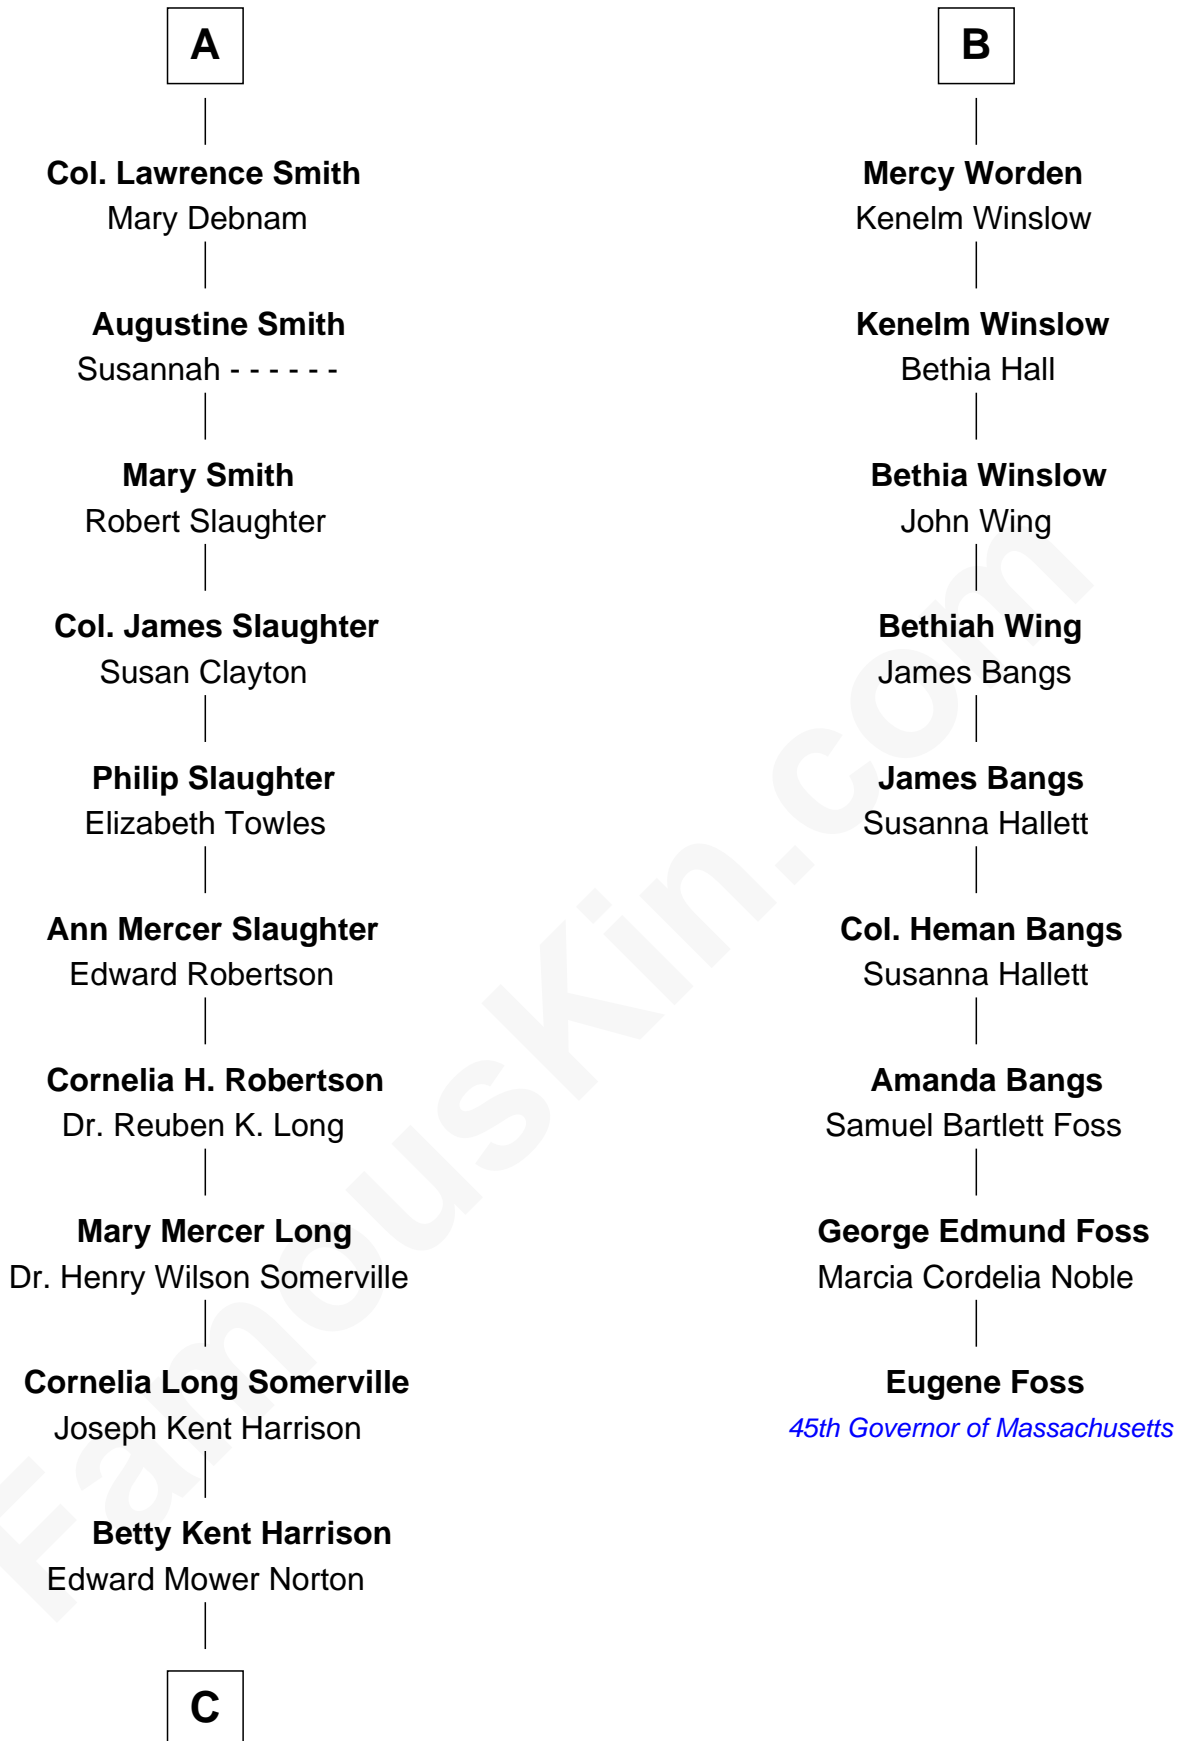 A
Col. Lawrence Smith
Mary Debnam
Augustine Smith
Susannah - - - - - -
Mary Smith
Robert Slaughter
Col. James Slaughter
Susan Clayton
Philip Slaughter
Elizabeth Towles
Ann Mercer Slaughter
Edward Robertson
Cornelia H. Robertson
Dr. Reuben K. Long
Mary Mercer Long
Dr. Henry Wilson Somerville
Cornelia Long Somerville
Joseph Kent Harrison
Betty Kent Harrison
Edward Mower Norton
C
B
Mercy Worden
Kenelm Winslow
Kenelm Winslow
Bethia Hall
Bethia Winslow
John Wing
Bethiah Wing
James Bangs
James Bangs
Susanna Hallett
Col. Heman Bangs
Susanna Hallett
Amanda Bangs
Samuel Bartlett Foss
George Edmund Foss
Marcia Cordelia Noble
Eugene Foss
45th Governor of Massachusetts
FamousKin.com